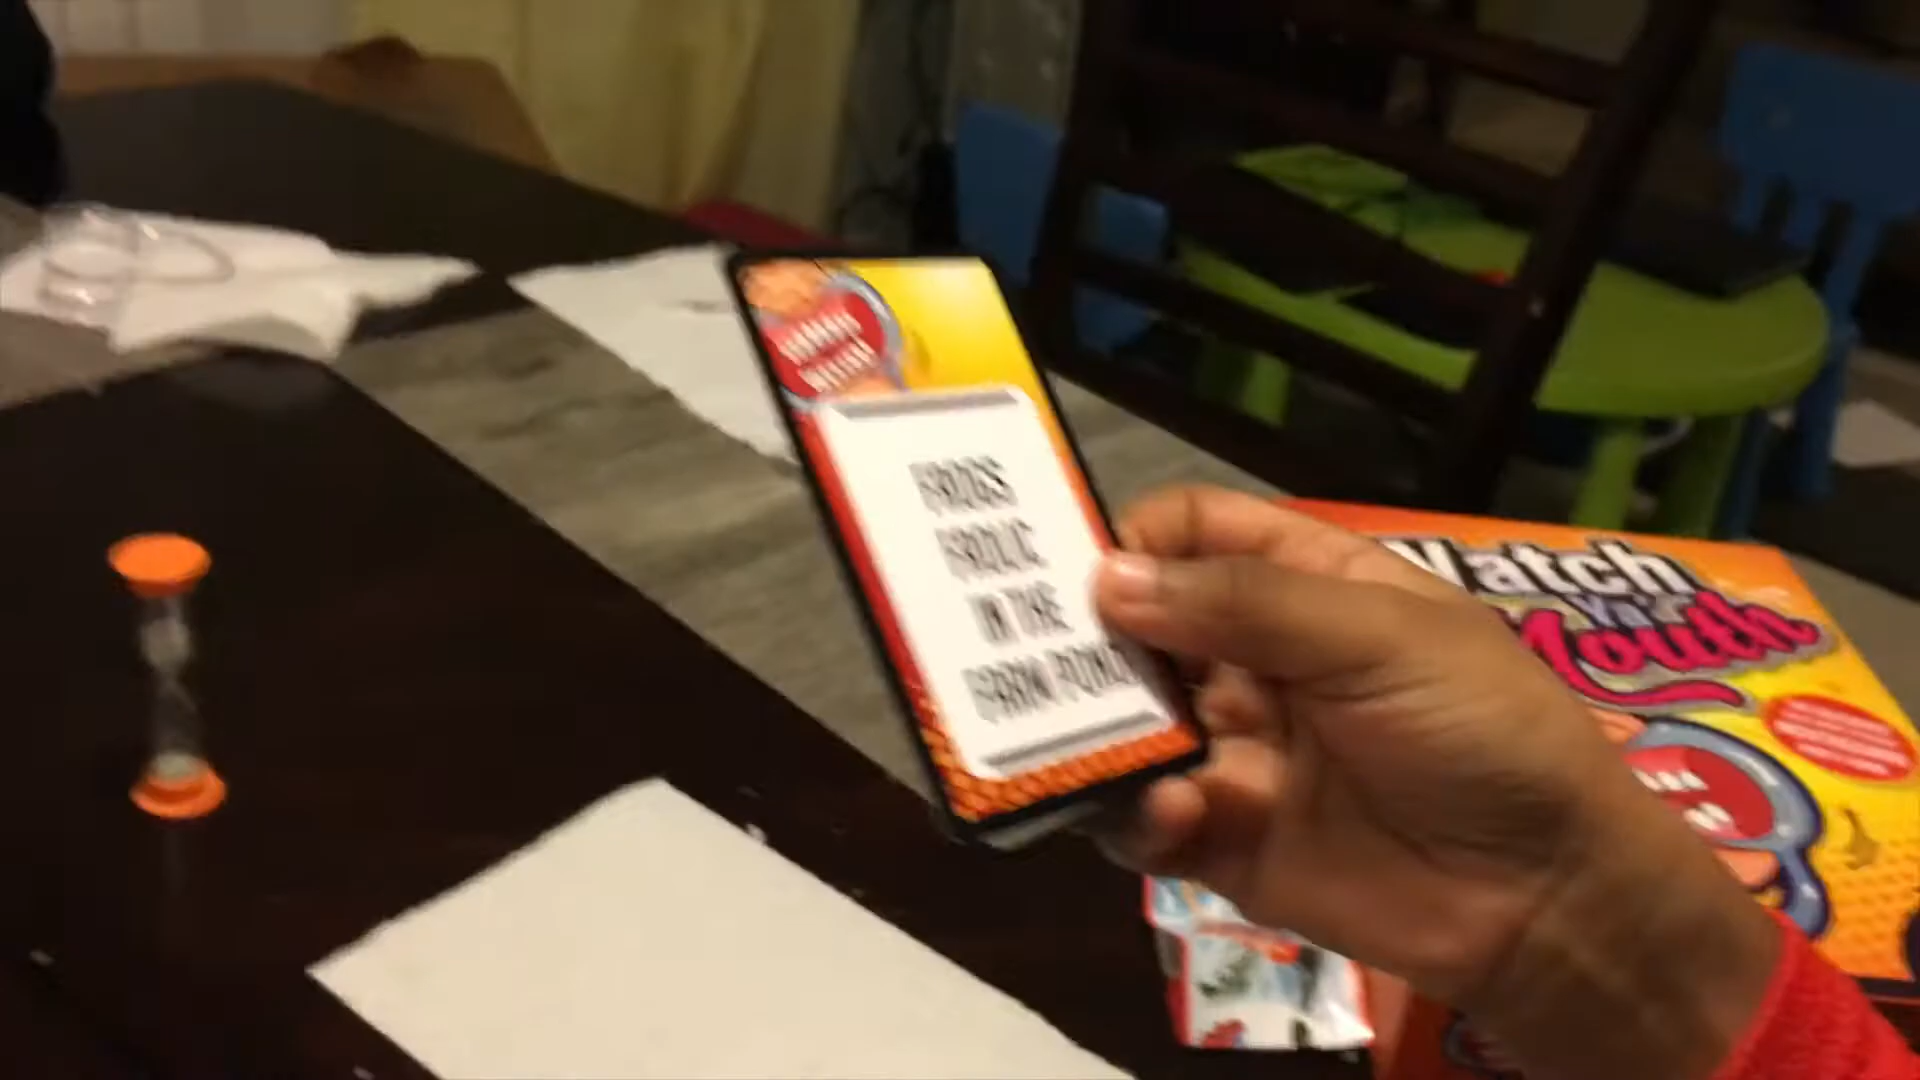 FROGS
FROLIC
IN THE
FARM POND
Watch
Ya'
Mouth